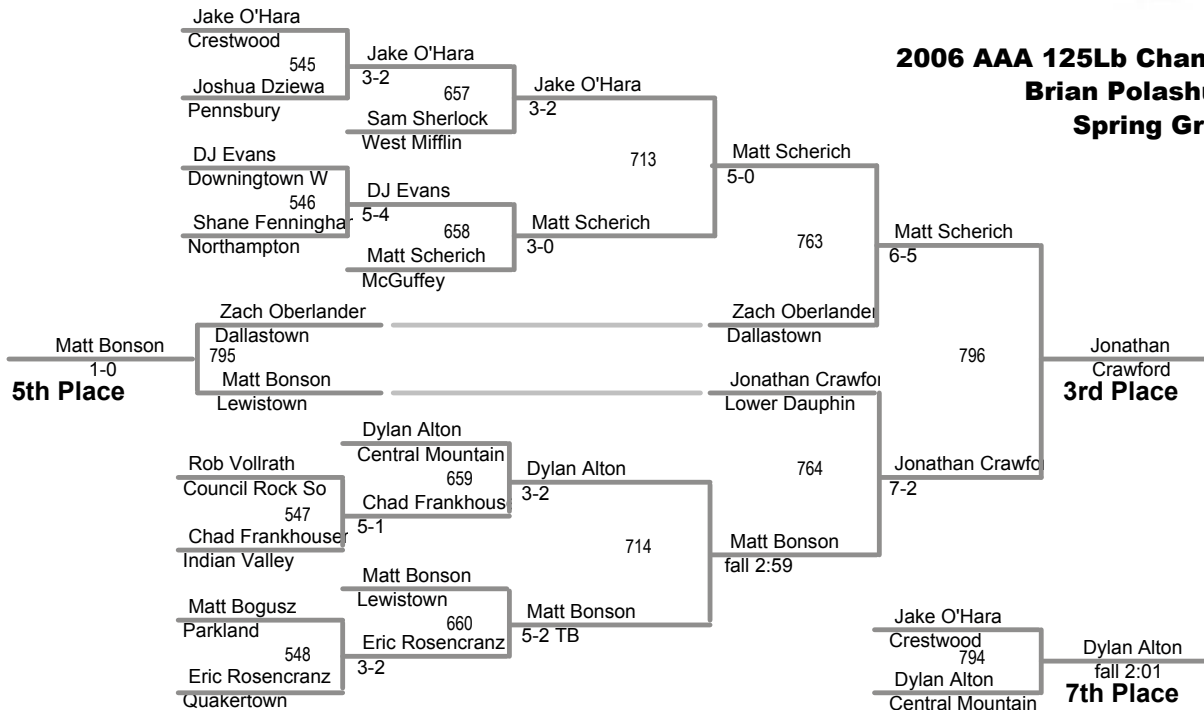 Jake O'Hara
Crestwood
545
Joshua Dziewa
Pennsbury
Jake O'Hara
3-2
657
Sam Sherlock
West Mifflin
Jake O'Hara
3-2
2006 AAA 125Lb Cham
Brian Polashu
Spring Gr
DJ Evans
Downingtown W
546
Shane Fenninghar
Northampton
DJ Evans
5-4
658
Matt Scherich
McGuffey
Matt Scherich
3-0
713
Matt Scherich
5-0
763
Matt Scherich
6-5
Zach Oberlander
Dallastown
795
Matt Bonson
Lewistown
Matt Bonson
1-0
5th Place
Zach Oberlander
Dallastown
Jonathan Crawfor
Lower Dauphin
796
Jonathan
Crawford
3rd Place
Rob Vollrath
Council Rock So
547
Chad Frankhouser
Indian Valley
Dylan Alton
Central Mountain
659
Chad Frankhous
5-1
Dylan Alton
3-2
764
Jonathan Crawfo
7-2
714
Matt Bonson
fall 2:59
Matt Bogusz
Parkland
548
Eric Rosencranz
Quakertown
Matt Bonson
Lewistown
660
Eric Rosencranz
3-2
Matt Bonson
5-2 TB
Jake O'Hara
Crestwood
794
Dylan Alton
Central Mountain
Dylan Alton
fall 2:01
7th Place